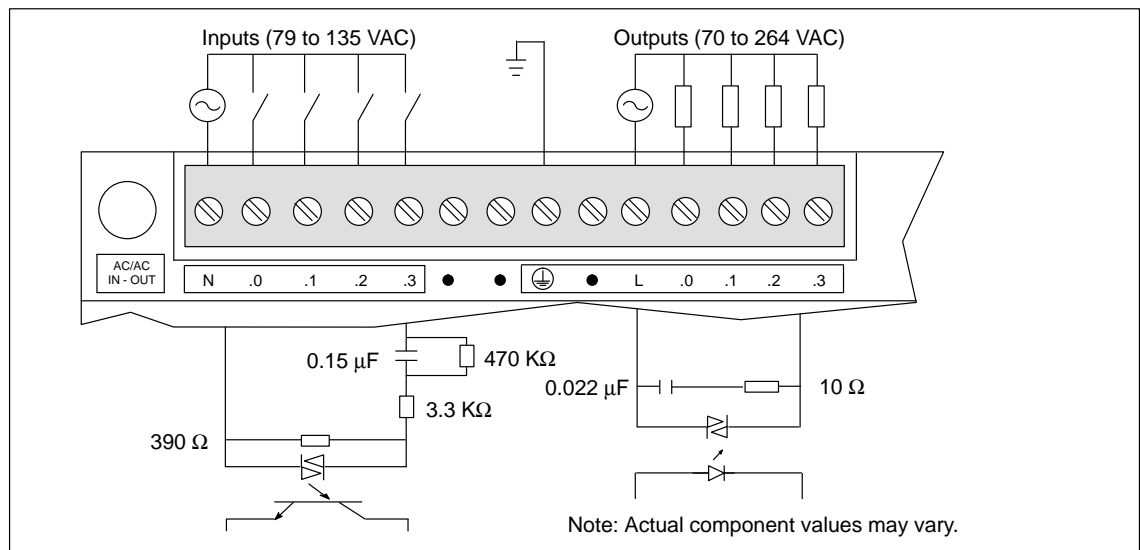 Inputs (79 to 135 VAC)
Outputs (70 to 264 VAC)
AC/AC
IN - OUT
N .0 .1 .2 .3 L .0 .1 .2 .3
0.15 µF
470 KΩ
3.3 KΩ
390 Ω
0.022 µF
10 Ω
Note: Actual component values may vary.